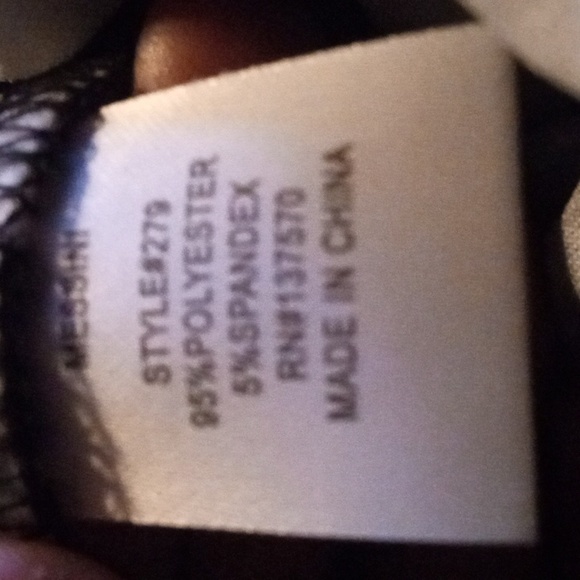 MESSINI
STYLE#279
95%POLYESTER
5%SPANDEX
RN#137570
MADE IN CHINA